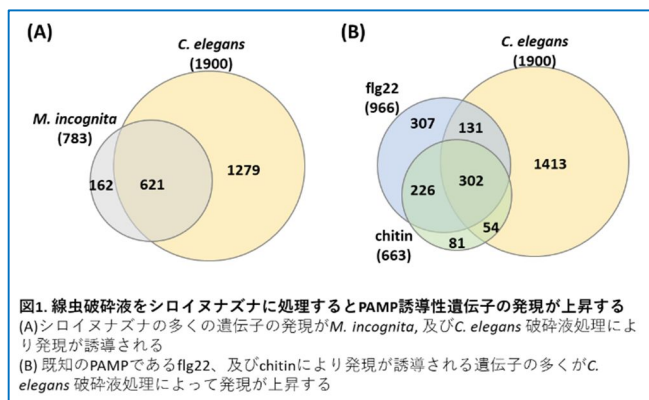 (A)
C. elegans
(1900)
M. incognita
(783)
162
621
1279
(B)
C. elegans
(1900)
flg22
(966)
307
131
1413
226
302
54
81
chitin
(663)
図1. 線虫破砕液をシロイヌナズナに処理するとPAMP誘導性遺伝子の発現が上昇する
(A)シロイヌナズナの多くの遺伝子の発現がM. incognita, 及びC. elegans 破砕液処理によ
り発現が誘導される
(B) 既知のPAMPであるflg22、及びchitinにより発現が誘導される遺伝子の多くがC.
elegans 破砕液処理によって発現が上昇する